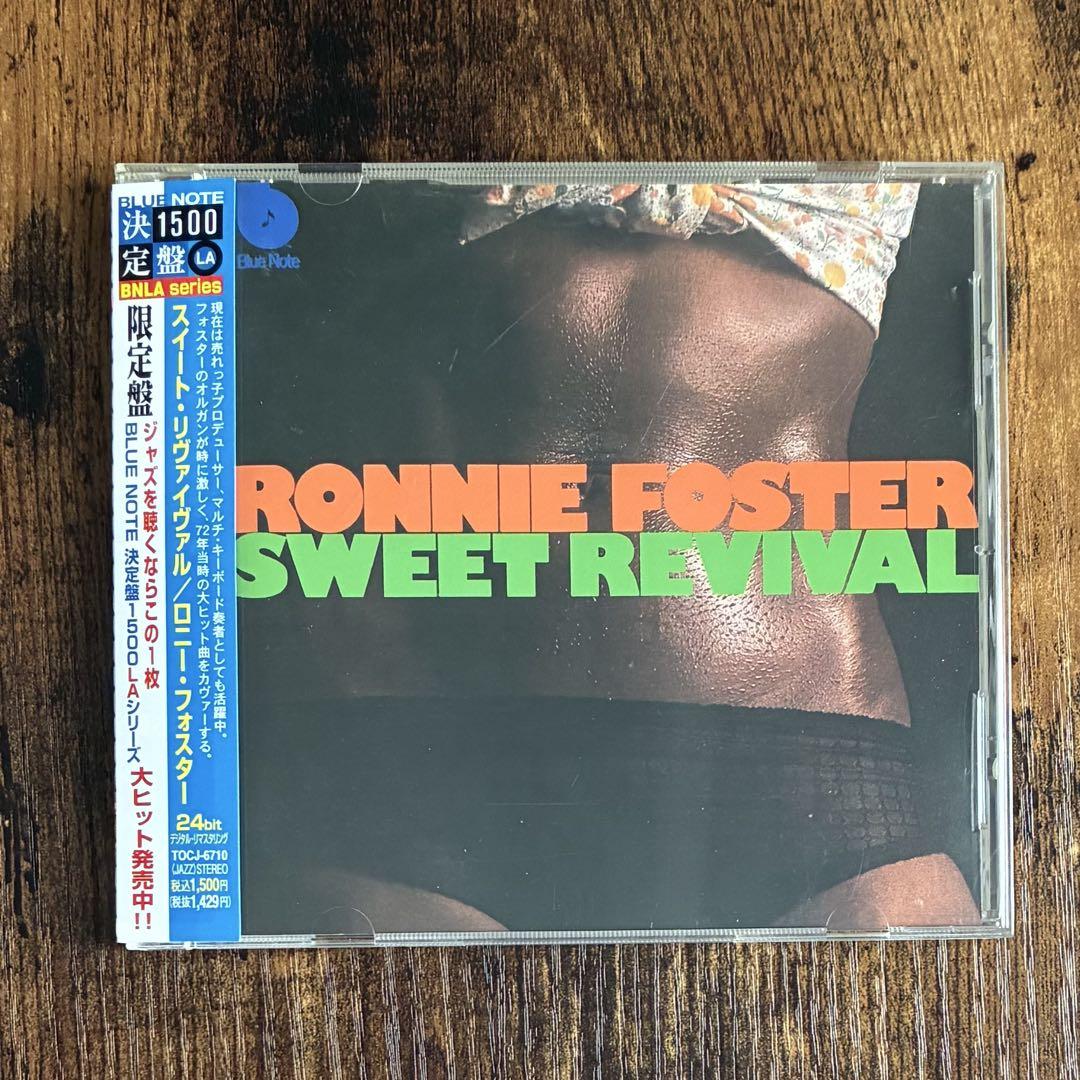 BLUE NOTE
決定盤
1500
LA
BNLA series
限定盤
ジャズを聴くならこの1枚
BLUE NOTE 決定盤1500LAシリーズ
大ヒット発売中!!
現在は売れっ子プロデューサー、マルチ・キーボード奏者としても活躍中。
フォスターのオルガンが時に激しく、72年当時の大ヒット曲をカヴァーする。
スイート・リヴァイヴァル/ロニー・フォスター
24bit
デジタル・リマスタリング
TOCJ-6710
(JAZZ)STEREO
税込1,500円
(税抜1,429円)
Blue Note
RONNIE FOSTER
SWEET REVIVAL